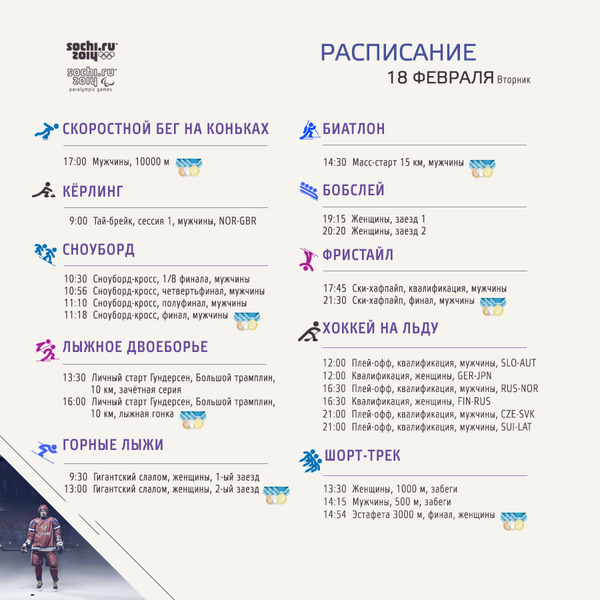 sochi.ru
2014
sochi.ru
2014
paralympic games
РАСПИСАНИЕ
18 ФЕВРАЛЯ Вторник
СКОРОСТНОЙ БЕГ НА КОНЬКАХ
17:00 Мужчины, 10000 м
КЁРЛИНГ
9:00 Тай-брейк, сессия 1, мужчины, NOR-GBR
СНОУБОРД
10:30 Сноуборд-кросс, 1/8 финала, мужчины
10:56 Сноуборд-кросс, четвертьфинал, мужчины
11:10 Сноуборд-кросс, полуфинал, мужчины
11:18 Сноуборд-кросс, финал, мужчины
ЛЫЖНОЕ ДВОЕБОРЬЕ
13:30 Личный старт Гундерсен, Большой трамплин,
10 км, зачётная серия
16:00 Личный старт Гундерсен, Большой трамплин,
10 км, лыжная гонка
ГОРНЫЕ ЛЫЖИ
9:30 Гигантский слалом, женщины, 1-ый заезд
13:00 Гигантский слалом, женщины, 2-ый заезд
БИАТЛОН
14:30 Масс-старт 15 км, мужчины
БОБСЛЕЙ
19:15 Женщины, заезд 1
20:20 Женщины, заезд 2
ФРИСТАЙЛ
17:45 Ски-хафпайп, квалификация, мужчины
21:30 Ски-хафпайп, финал, мужчины
ХОККЕЙ НА ЛЬДУ
12:00 Плей-офф, квалификация, мужчины, SLO-AUT
12:00 Квалификация, женщины, GER-JPN
16:30 Плей-офф, квалификация, мужчины, RUS-NOR
16:30 Квалификация, женщины, FIN-RUS
21:00 Плей-офф, квалификация, мужчины, CZE-SVK
21:00 Плей-офф, квалификация, мужчины, SUI-LAT
ШОРТ-ТРЕК
13:30 Женщины, 1000 м, забеги
14:15 Мужчины, 500 м, забеги
14:54 Эстафета 3000 м, финал, женщины